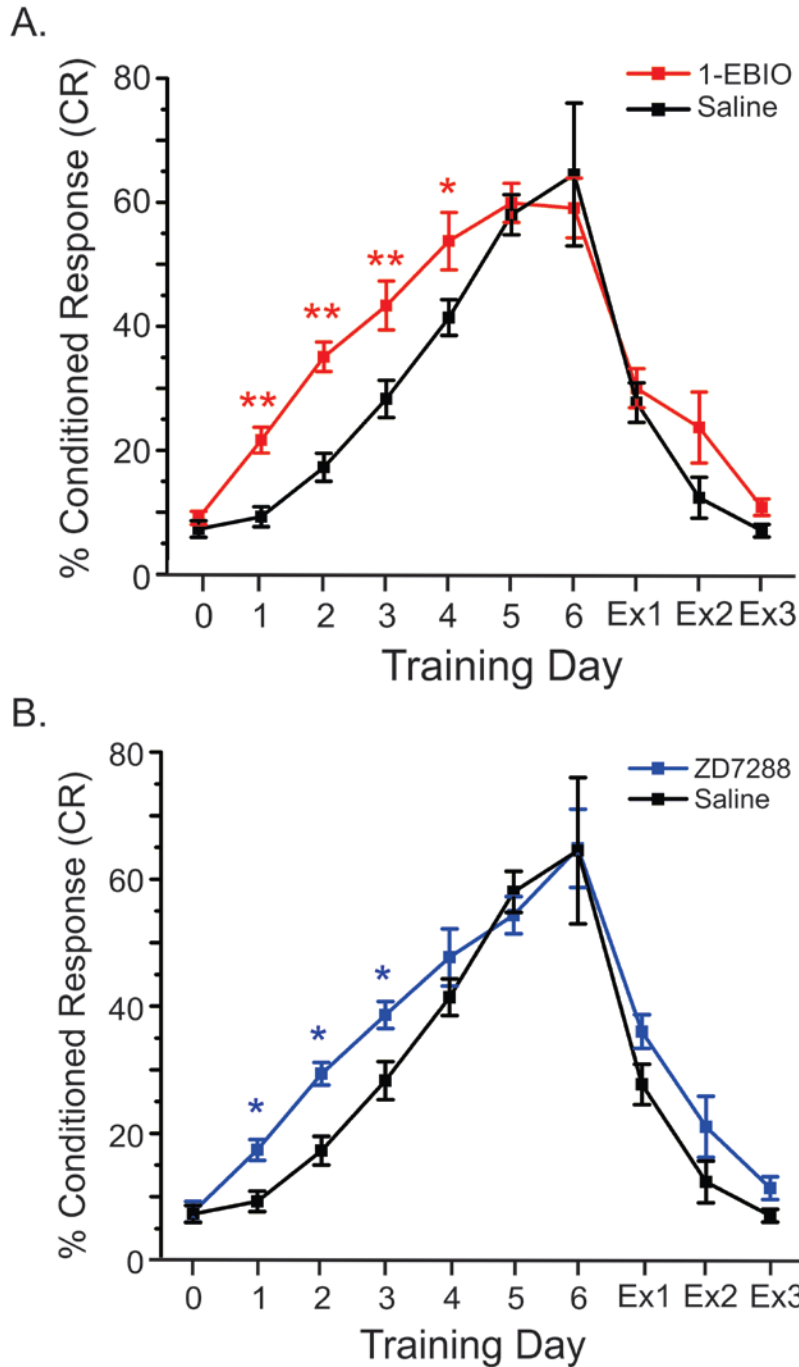 A.
1-EBIO
Saline
% Conditioned Response (CR)
80
60
40
20
0
** ** ** *
0 1 2 3 4 5 6 Ex1 Ex2 Ex3
Training Day
B.
ZD7288
Saline
% Conditioned Response (CR)
80
60
40
20
0
* * *
0 1 2 3 4 5 6 Ex1 Ex2 Ex3
Training Day